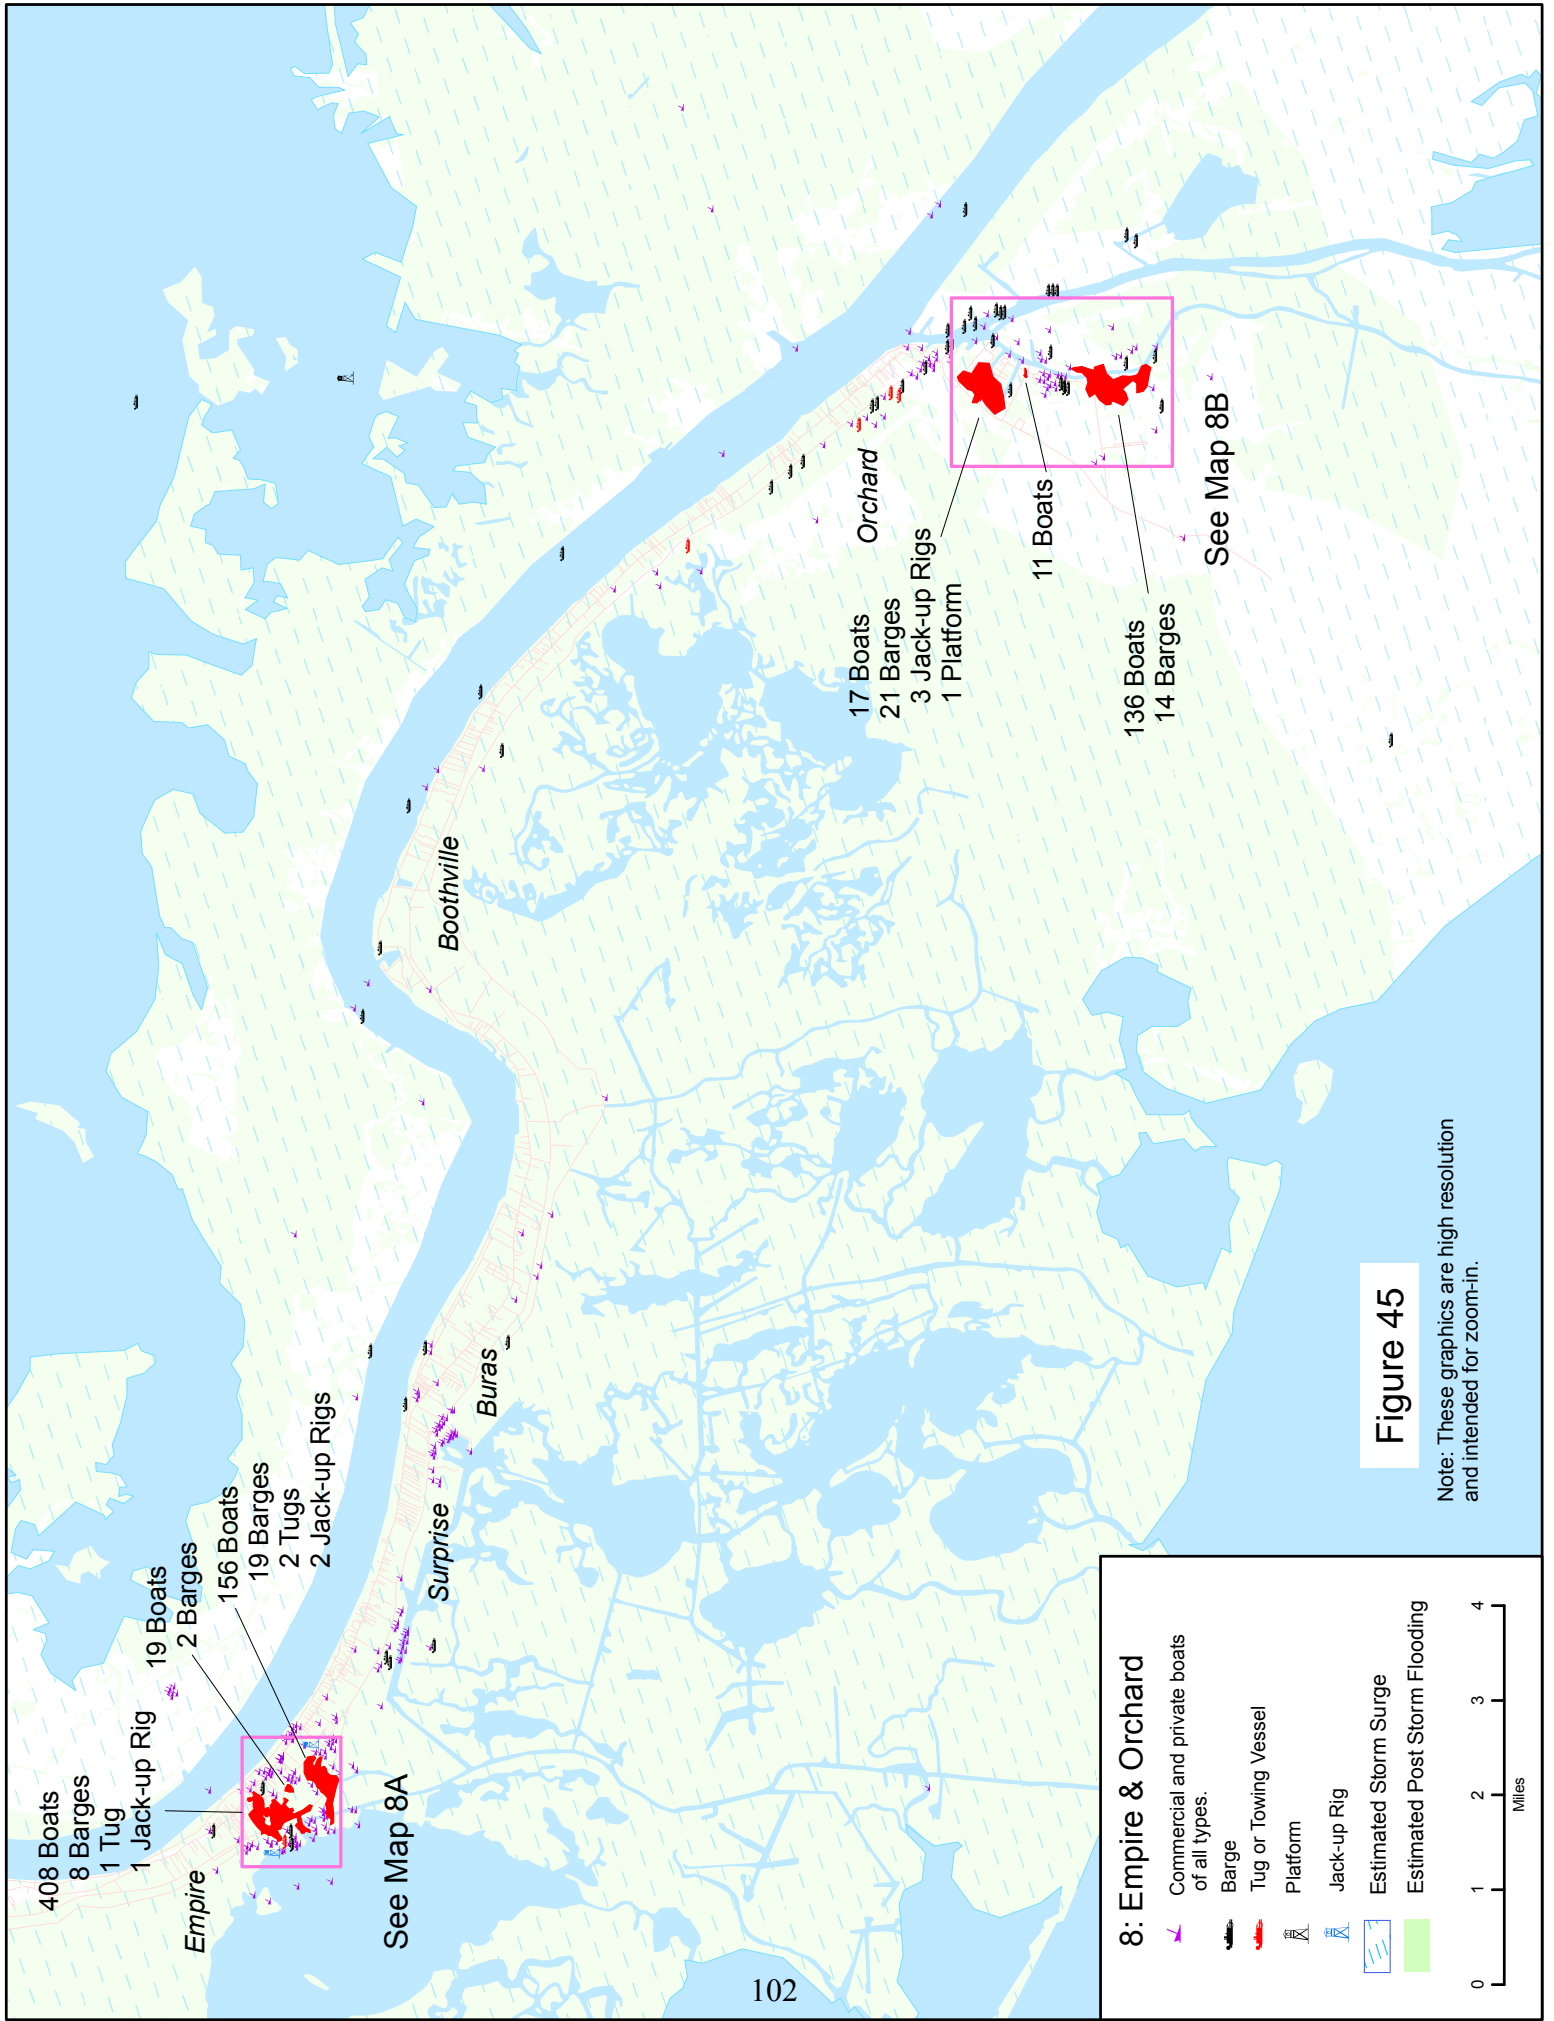 408 Boats
8 Barges
1 Tug
1 Jack-up Rig
19 Boats
2 Barges
156 Boats
19 Barges
2 Tugs
2 Jack-up Rigs
Empire
See Map 8A
Surprise
Buras
Boothville
Orchard
17 Boats
21 Barges
3 Jack-up Rigs
1 Platform
11 Boats
136 Boats
14 Barges
See Map 8B
Figure 45
Note: These graphics are high resolution
and intended for zoom-in.
8: Empire & Orchard
Commercial and private boats
of all types.
Barge
Tug or Towing Vessel
Platform
Jack-up Rig
Estimated Storm Surge
Estimated Post Storm Flooding
0 1 2 3 4
Miles
102